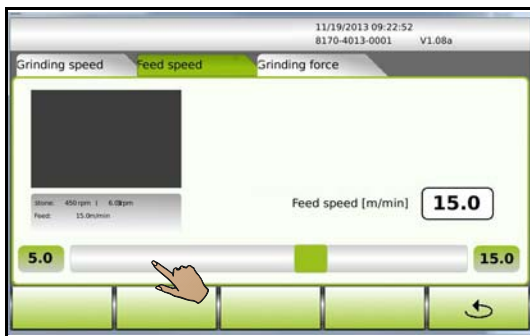 11/19/2013 09:22:52
8170-4013-0001 V1.08a
Grinding speed Feed speed Grinding force
Stone: 450 rpm |
Feed: 15.0m/min
Feed speed [m/min] 15.0
5.0 15.0